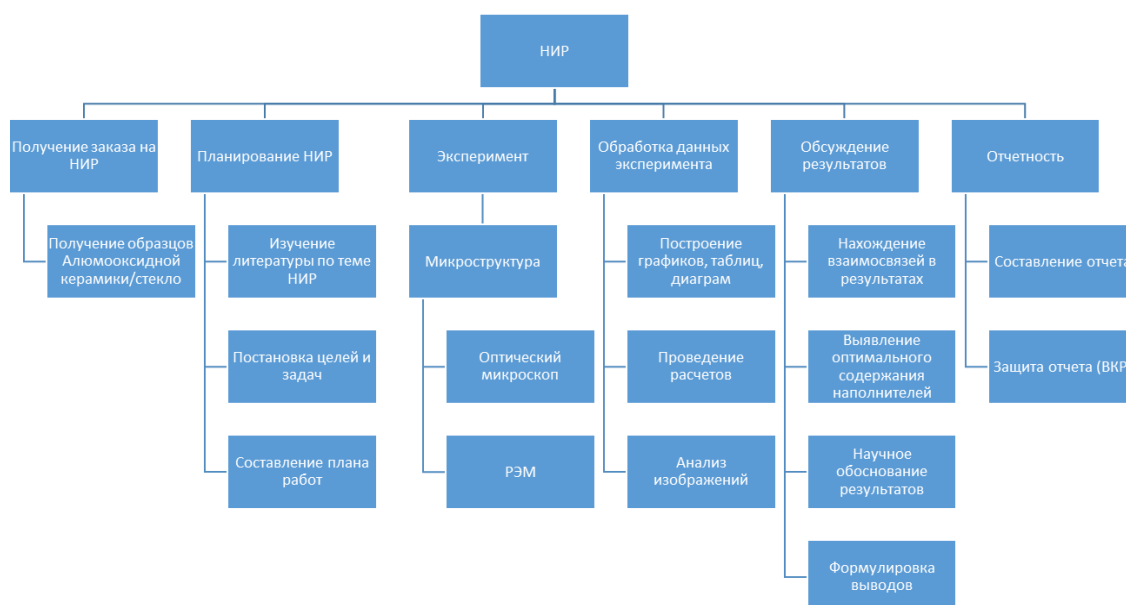 НИР
Получение заказа на
НИР
Планирование НИР
Эксперимент
Обработка данных
эксперимента
Обсуждение
результатов
Отчетность
Получение образцов
Алюмооксидной
керамики/стекло
Изучение
литературы по теме
НИР
Постановка целей и
задач
Составление плана
работ
Микроструктура
Оптический
микроскоп
РЭМ
Построение
графиков, таблиц,
диаграм
Проведение
расчетов
Анализ
изображений
Нахождение
взаимосвязей в
результатах
Выявление
оптимального
содержания
наполнителей
Научное
обоснование
результатов
Формулировка
выводов
Составление отчета
Защита отчета (ВКР